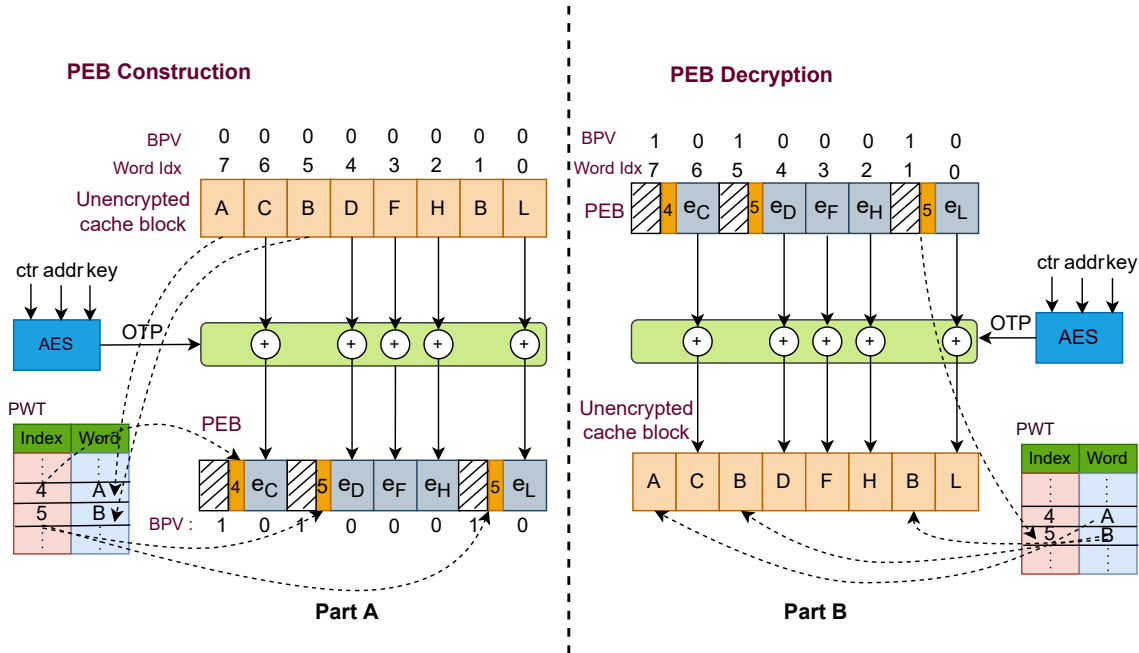 PEB Construction
BPV 0 0 0 0 0 0 0 0
Word Idx 7 6 5 4 3 2 1 0
Unencrypted
cache block
A C B D F H B L
ctr addr key
AES
OTP
+ + + + +
PWT
Index Word
4 A
5 B
PEB
4 eC 5 eD eF eH 5 eL
BPV : 1 0 1 0 0 0 1 0
Part A
PEB Decryption
BPV 1 0 1 0 0 0 1 0
Word Idx 7 6 5 4 3 2 1 0
PEB
4 eC 5 eD eF eH 5 eL
ctr addr key
AES
OTP
+ + + + +
Unencrypted
cache block
A C B D F H B L
PWT
Index Word
4 A
5 B
Part B